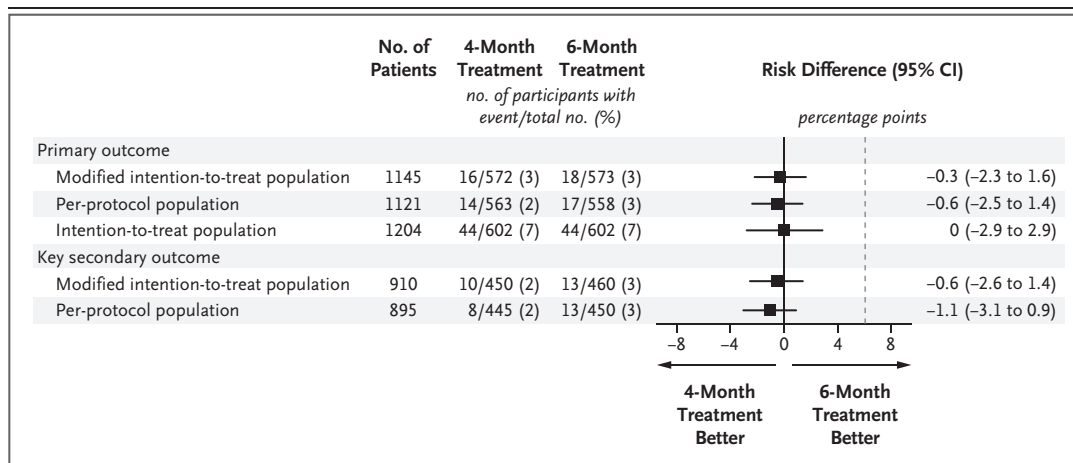 No. of Patients 4-Month Treatment 6-Month Treatment Risk Difference (95% CI)
no. of participants with event/total no. (%) percentage points
Primary outcome
Modified intention-to-treat population 1145 16/572 (3) 18/573 (3) –0.3 (–2.3 to 1.6)
Per-protocol population 1121 14/563 (2) 17/558 (3) –0.6 (–2.5 to 1.4)
Intention-to-treat population 1204 44/602 (7) 44/602 (7) 0 (–2.9 to 2.9)
Key secondary outcome
Modified intention-to-treat population 910 10/450 (2) 13/460 (3) –0.6 (–2.6 to 1.4)
Per-protocol population 895 8/445 (2) 13/450 (3) –1.1 (–3.1 to 0.9)
–8 –4 0 4 8
4-Month Treatment Better
6-Month Treatment Better